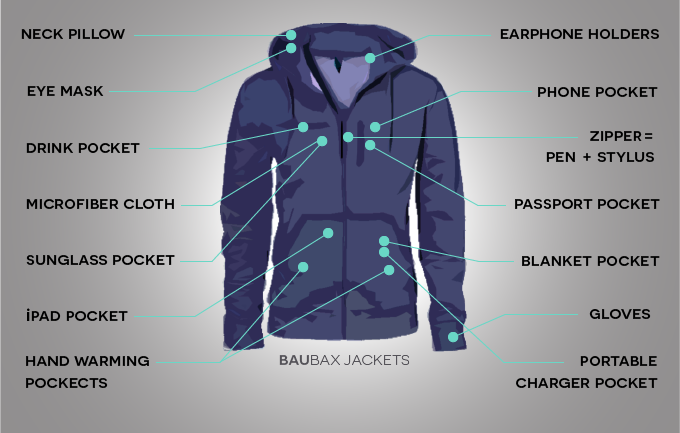 NECK PILLOW
EARPHONE HOLDERS
EYE MASK
PHONE POCKET
ZIPPER =
PEN + STYLUS
DRINK POCKET
MICROFIBER CLOTH
PASSPORT POCKET
SUNGLASS POCKET
BLANKET POCKET
iPAD POCKET
GLOVES
HAND WARMING
POCKECTS
PORTABLE
CHARGER POCKET
BAUBAX JACKETS